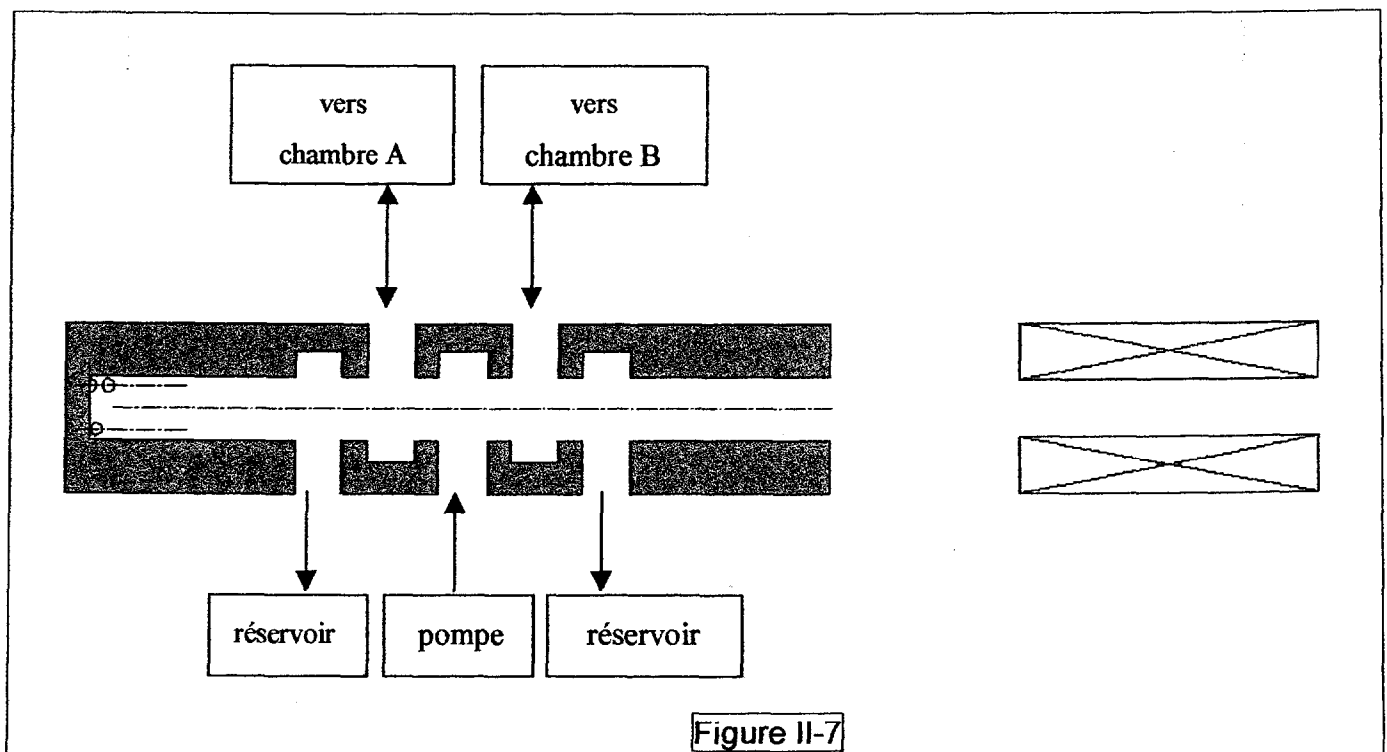 vers
chambre A
vers
chambre B
réservoir
pompe
réservoir
Figure II-7